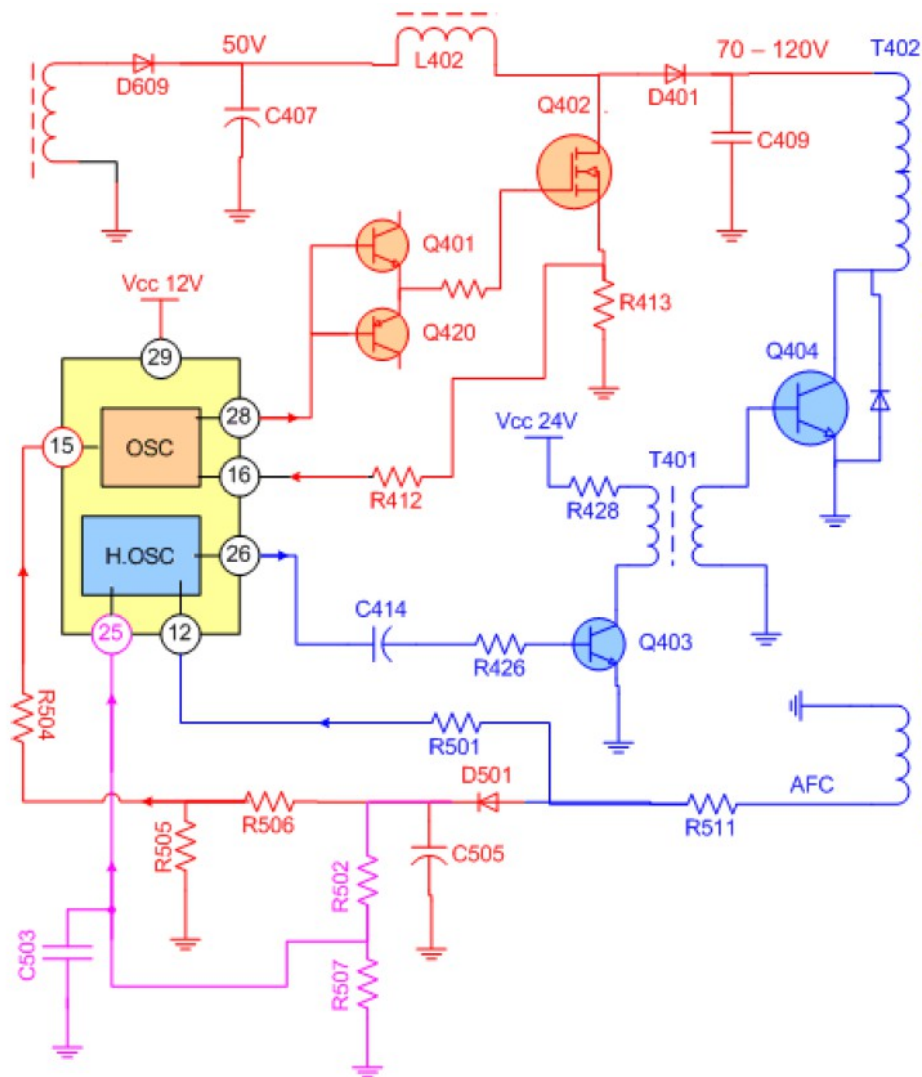 50V
L402
70 – 120V
T402
D609
Q402
D401
C407
C409
Q401
Vcc 12V
R413
Q420
29
Q404
28
Vcc 24V
15
OSC
T401
16
R412
R428
H.OSC
26
C414
25
12
R426
Q403
R504
R501
D501
AFC
R506
R511
R505
C505
R502
C503
R507